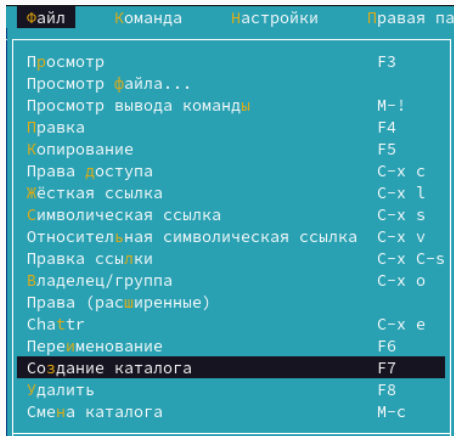 Файл Команда Настройки Правая па
Просмотр F3
Просмотр файла...
Просмотр вывода команды M-!
Правка F4
Копирование F5
Права доступа C-x c
Жёсткая ссылка C-x l
Символическая ссылка C-x s
Относительная символическая ссылка C-x v
Правка ссылки C-x C-s
Владелец/группа C-x o
Права (расширенные)
Chattr C-x e
Переименование F6
Создание каталога F7
Удалить F8
Смена каталога M-c